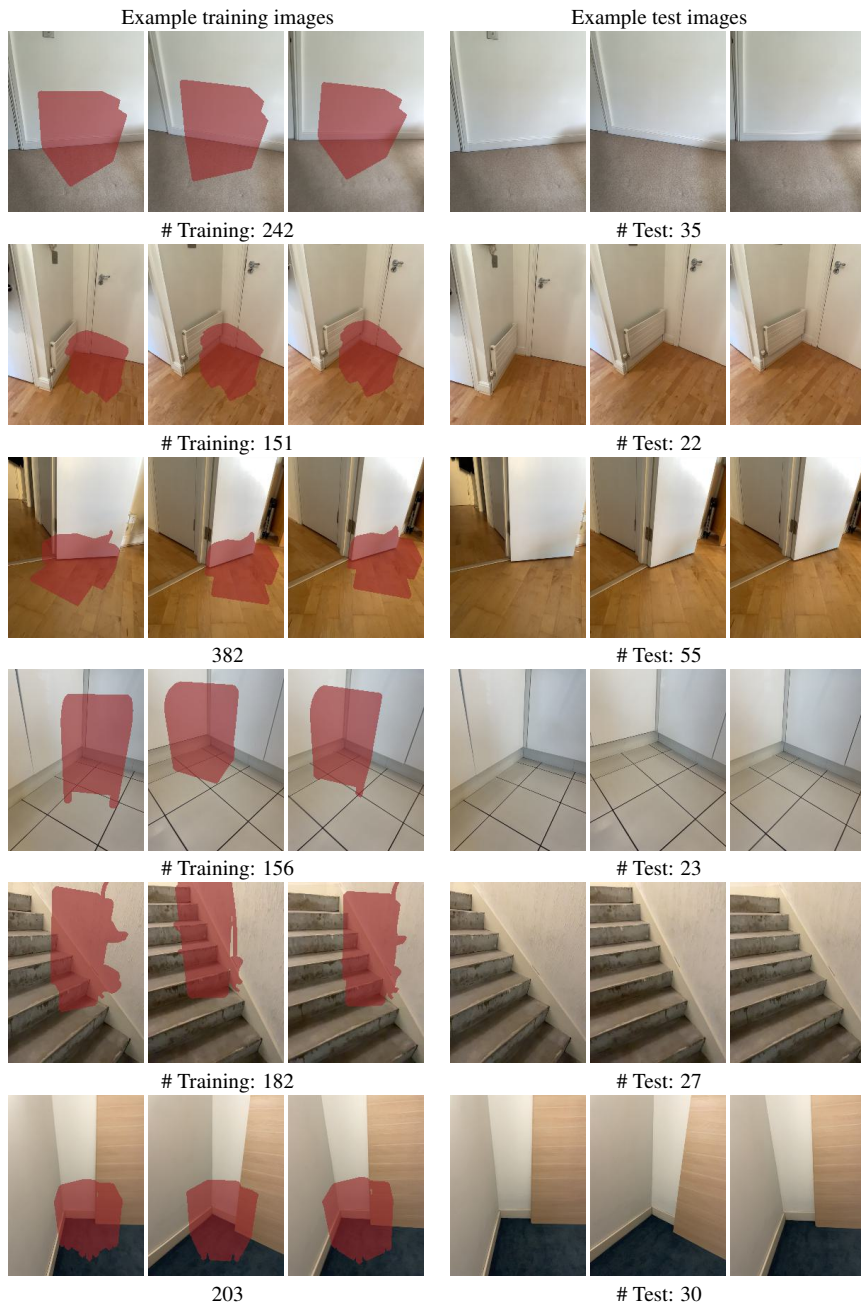 Example training images
Example test images
# Training: 242
# Test: 35
# Training: 151
# Test: 22
382
# Test: 55
# Training: 156
# Test: 23
# Training: 182
# Test: 27
203
# Test: 30